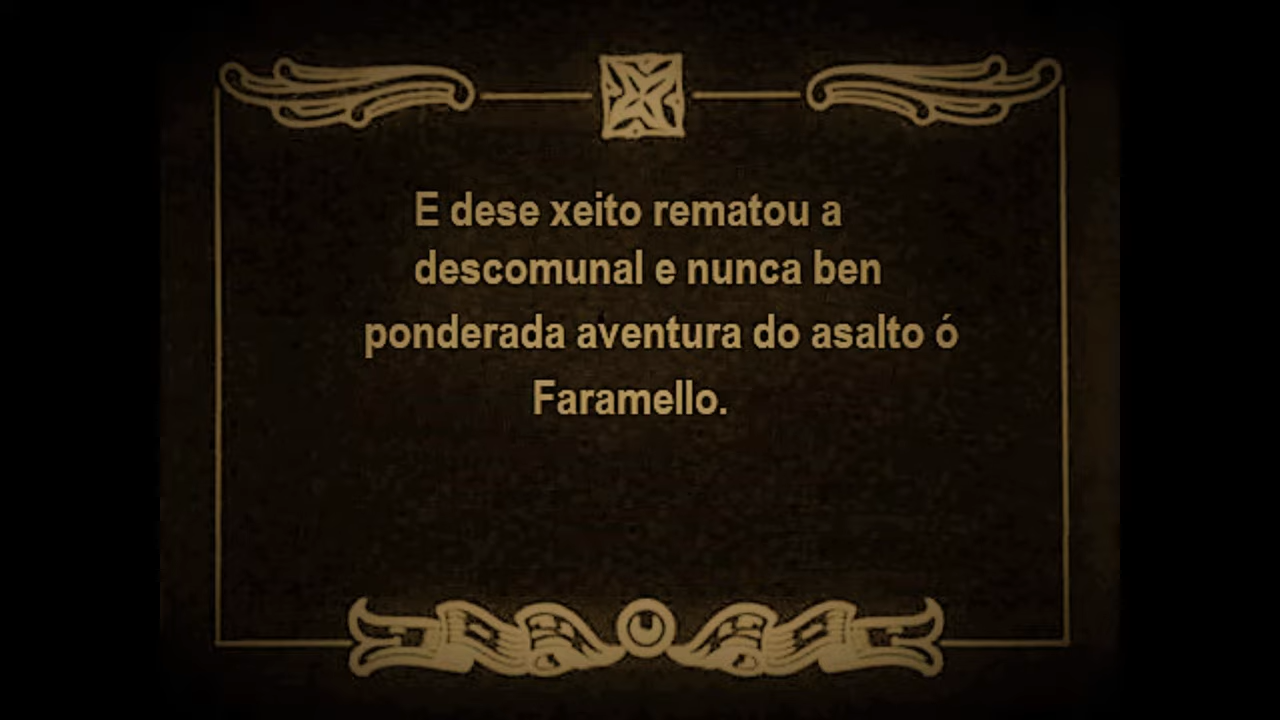 E dese xeito rematou a
descomunal e nunca ben
ponderada aventura do asalto ó
Faramello.